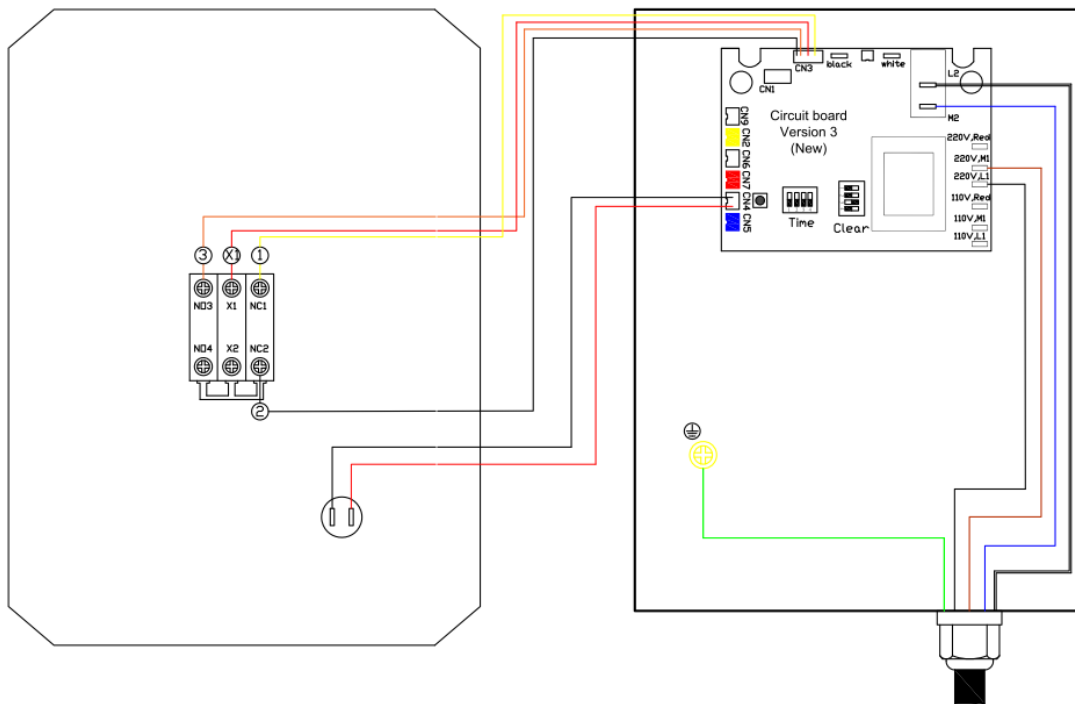 CN3
black
white
L2
CN1
M2
Circuit board
Version 3
(New)
CN9
CN2
CN6
CN7
CN4
CN5
220V,Red
220V,M1
220V,L1
110V,Red
110V,M1
110V,L1
Time
Clear
3
X1
1
NO3
X1
NC1
NO4
X2
NC2
2